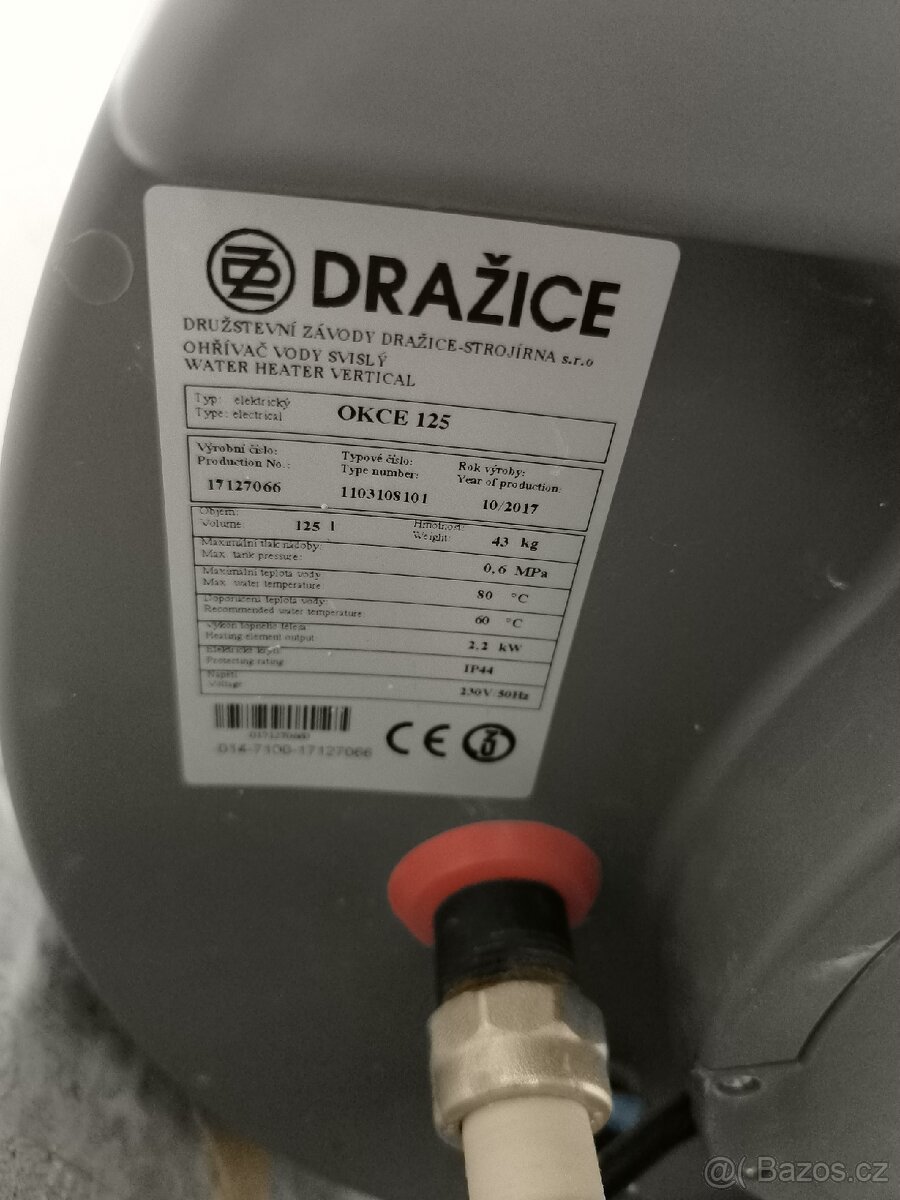 DRAŽICE
DRUŽSTEVNÍ ZÁVODY DRAŽICE-STROJÍRNA s.r.o
OHŘÍVAČ VODY SVISLÝ
WATER HEATER VERTICAL
Typ: elektrický
Type: electrical OKCE 125
Výrobní číslo: Typové číslo: Rok výroby:
Production No.: Type number: Year of production:
17127066 1103108101 10/2017
Objem: Hmotnost:
Volume 125 l Weight: 43 kg
Maximální tlak nádoby:
Max. tank pressure: 0,6 MPa
Maximální teplota vody
Max. water temperature 80 °C
Doporučená teplota vody:
Recommended water temperature 60 °C
Výkon topného tělesa
Heating element output 2,2 kW
Elektrické krytí
Protecting rating IP44
Napětí
Voltage 230V/50Hz
014-7100-17127066
CE
@( Bazos.cz